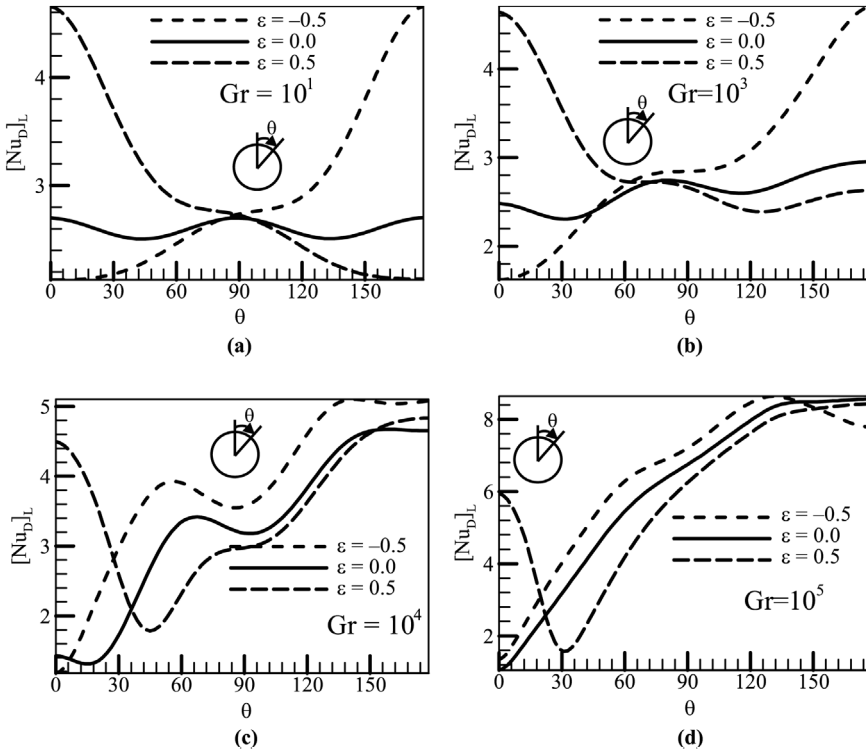 ε = –0.5
ε = 0.0
ε = 0.5
Gr = 10¹
θ
[Nu_D]_L
4
3
2
0 30 60 90 120 150
θ
(a)
ε = –0.5
ε = 0.0
ε = 0.5
Gr=10³
θ
[Nu_D]_L
4
3
2
0 30 60 90 120 150
θ
(b)
θ
[Nu_D]_L
5
4
3
2
ε = –0.5
ε = 0.0
ε = 0.5
Gr = 10⁴
0 30 60 90 120 150
θ
(c)
θ
[Nu_D]_L
8
6
4
2
ε = –0.5
ε = 0.0
ε = 0.5
Gr=10⁵
0 30 60 90 120 150
θ
(d)